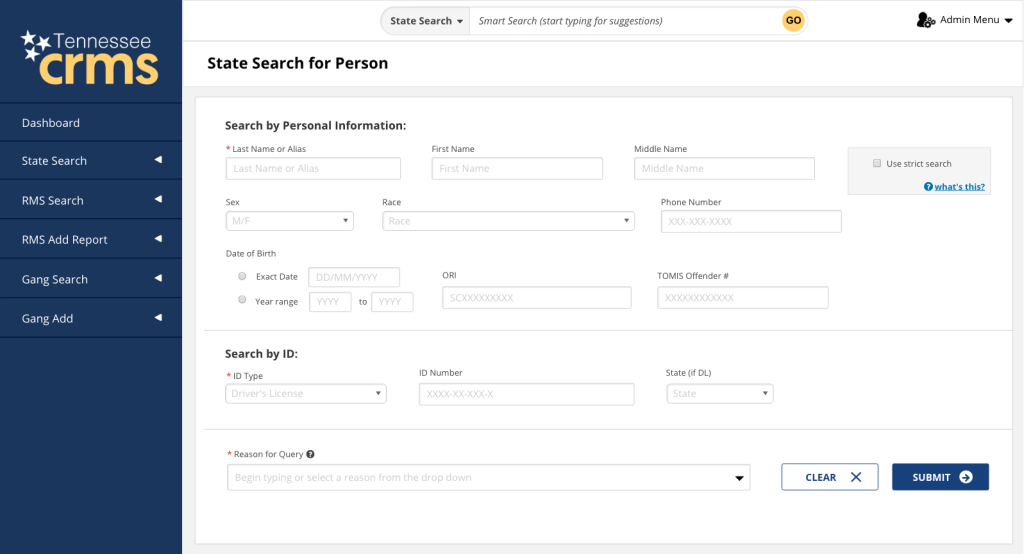 Tennessee
crms
Dashboard
State Search
RMS Search
RMS Add Report
Gang Search
Gang Add
State Search Smart Search (start typing for suggestions) GO Admin Menu
State Search for Person
Search by Personal Information:
* Last Name or Alias First Name Middle Name
Last Name or Alias First Name Middle Name
Use strict search
what's this?
Sex Race Phone Number
M/F Race XXX-XXX-XXXX
Date of Birth
Exact Date DD/MM/YYYY ORI TOMIS Offender #
Year range YYYY to YYYY SCXXXXXXXXX XXXXXXXXXXXX
Search by ID:
* ID Type ID Number State (if DL)
Driver's License XXXX-XX-XXX-X State
* Reason for Query ?
Begin typing or select a reason from the drop down CLEAR SUBMIT